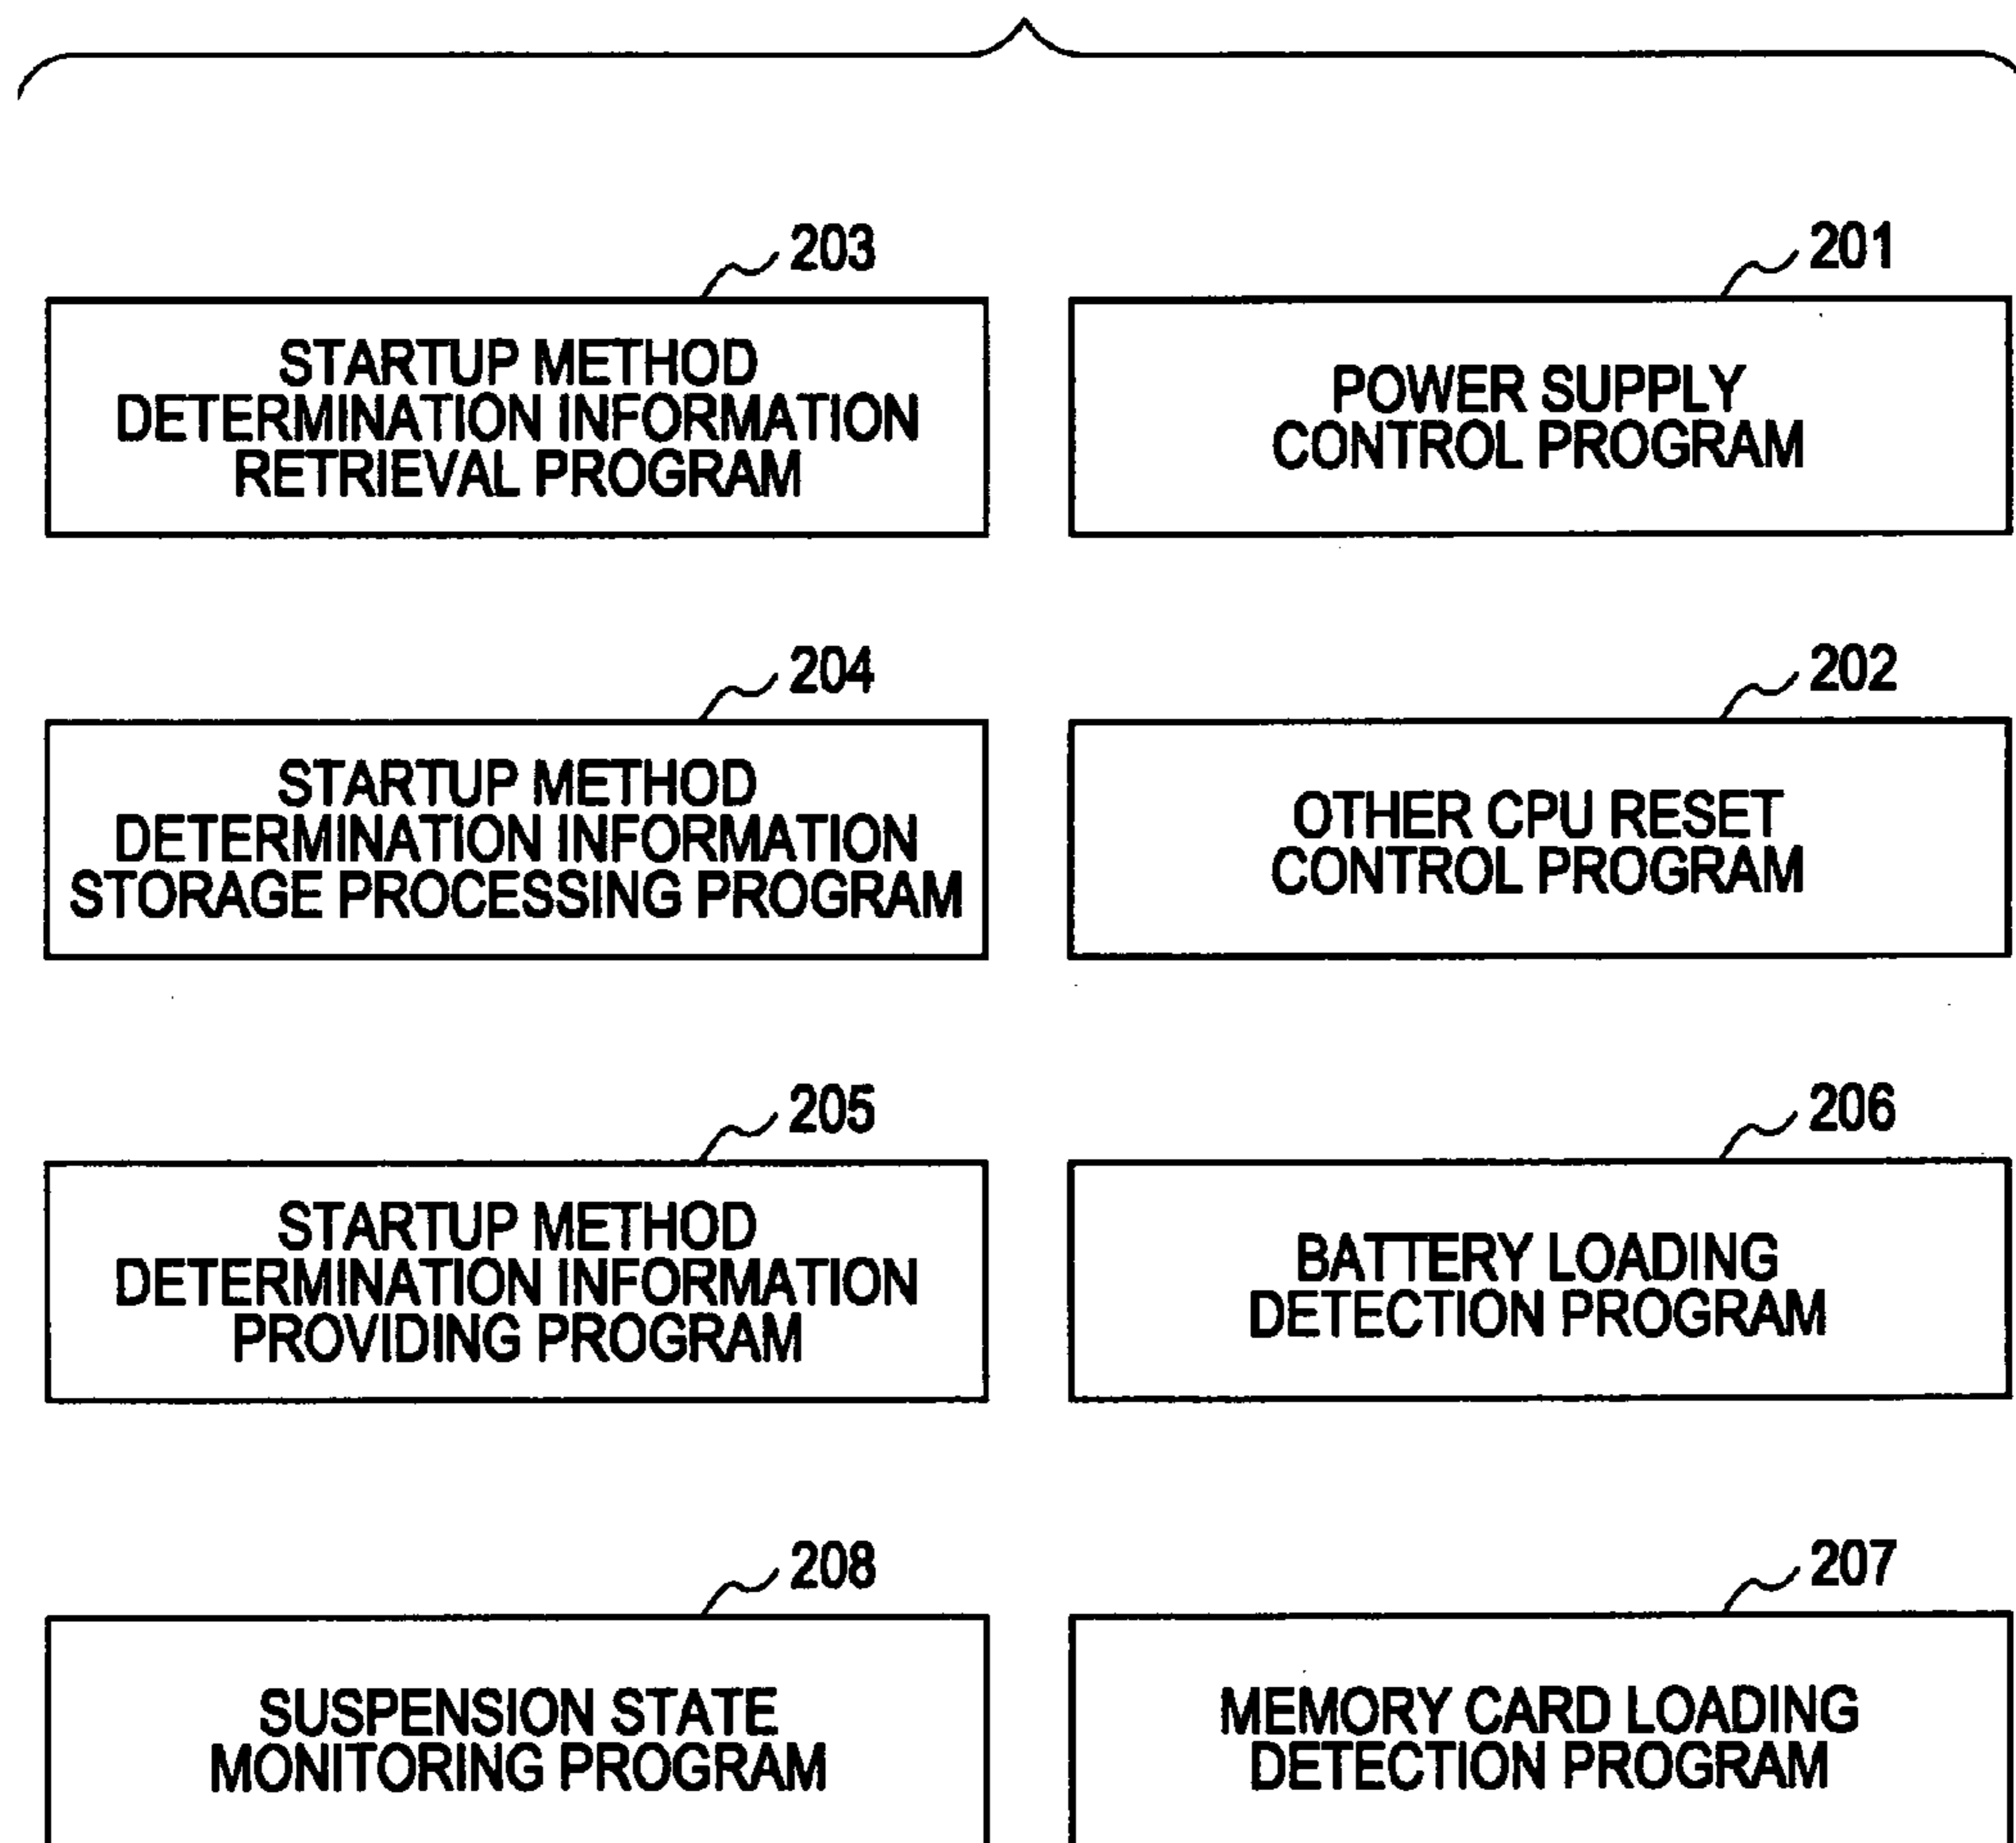 203
STARTUP METHOD
DETERMINATION INFORMATION
RETRIEVAL PROGRAM
201
POWER SUPPLY
CONTROL PROGRAM
204
STARTUP METHOD
DETERMINATION INFORMATION
STORAGE PROCESSING PROGRAM
202
OTHER CPU RESET
CONTROL PROGRAM
205
STARTUP METHOD
DETERMINATION INFORMATION
PROVIDING PROGRAM
206
BATTERY LOADING
DETECTION PROGRAM
208
SUSPENSION STATE
MONITORING PROGRAM
207
MEMORY CARD LOADING
DETECTION PROGRAM